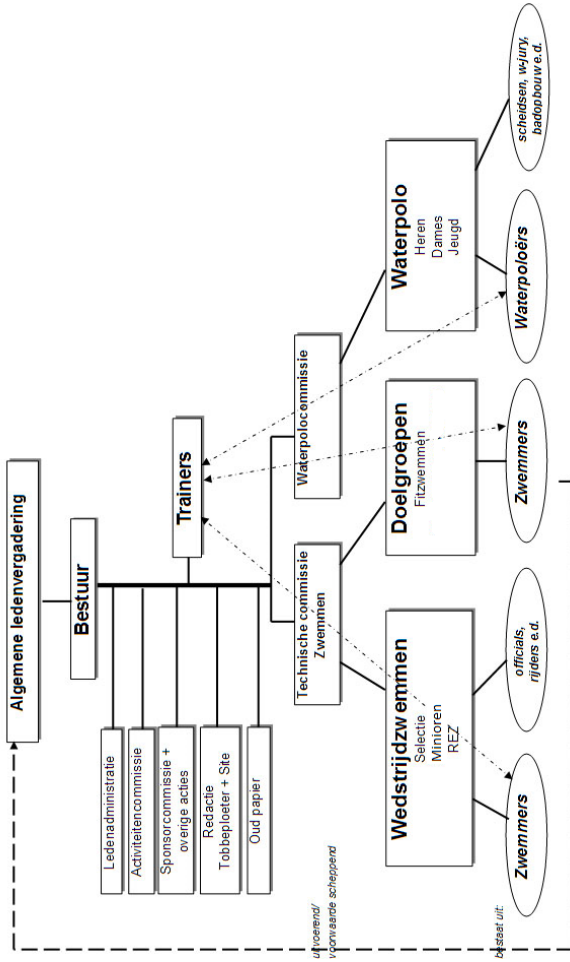 Algemene ledenvergadering
Bestuur
Trainers
Ledenadministratie
Activiteitencommissie
Sponsorcommissie +
overige acties
Redactie
Tobbeploeter + Site
Oud papier
uitvoerend/
voorwaarde scheppend
Technische commissie
Zwemmen
Waterpolocommissie
Wedstrijdzwemmen
Selectie
Minioren
REZ
Doelgroepen
Fitzwemmen
Waterpolo
Heren
Dames
Jeugd
bestaat uit:
Zwemmers
officials,
rijders e.d.
Zwemmers
Waterpoloërs
scheidsen, w-jury,
badopbouw e.d.